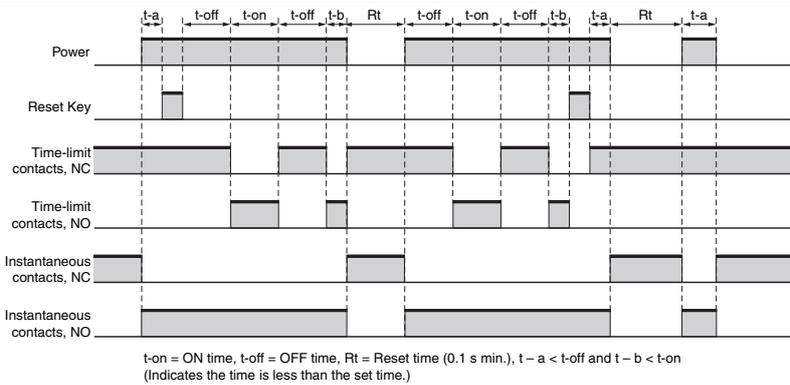 t-a t-off t-on t-off t-b Rt t-off t-on t-off t-b t-a Rt t-a
Power
Reset Key
Time-limit
contacts, NC
Time-limit
contacts, NO
Instantaneous
contacts, NC
Instantaneous
contacts, NO
t-on = ON time, t-off = OFF time, Rt = Reset time (0.1 s min.), t – a < t-off and t – b < t-on
(Indicates the time is less than the set time.)